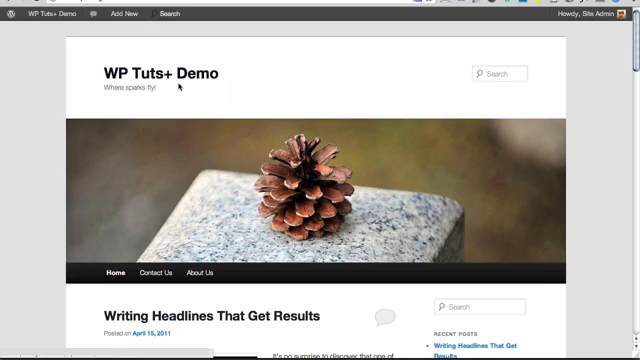 WP Tuts+ Demo
Add New
Search
Howdy, Site Admin
WP Tuts+ Demo
Where sparks fly!
Search
Home
Contact Us
About Us
Writing Headlines That Get Results
Posted on April 15, 2011
It's no surprise to discover that one of
Search
RECENT POSTS
Writing Headlines That Get
Results